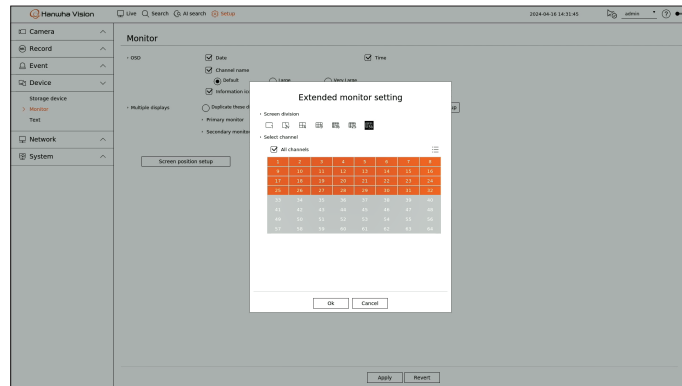 Hanwha Vision
Live Search AI search Setup
2024-04-16 14:31:45
admin
?
Camera
Record
Event
Device
Storage device
Monitor
Text
Network
System
Monitor
OSD
Date
Time
Channel name
Default
Large
Very Large
Multiple displays
Duplicate these d
Primary monitor
Secondary monitor
Screen position setup
Extended monitor setting
Screen division
Select channel
All channels
1 2 3 4 5 6 7 8
9 10 11 12 13 14 15 16
17 18 19 20 21 22 23 24
25 26 27 28 29 30 31 32
33 34 35 36 37 38 39 40
41 42 43 44 45 46 47 48
49 50 51 52 53 54 55 56
57 58 59 60 61 62 63 64
Ok Cancel
Apply Revert